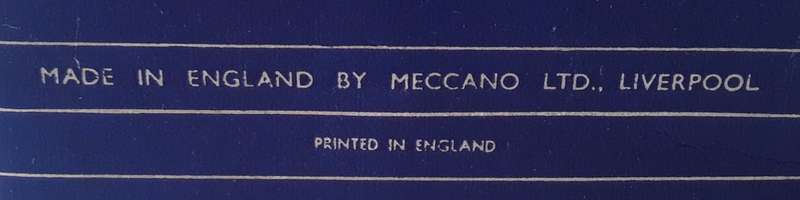 MADE IN ENGLAND BY MECCANO LTD., LIVERPOOL
PRINTED IN ENGLAND